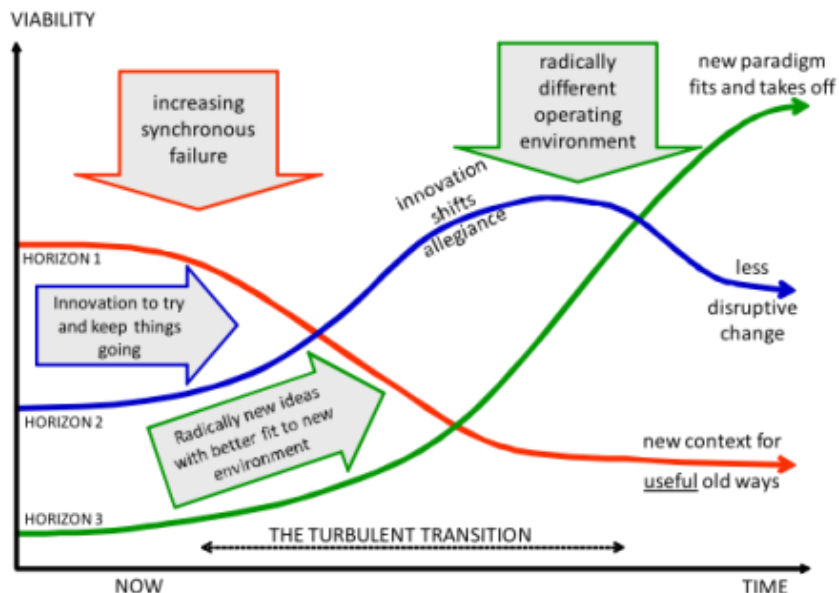 VIABILITY
increasing
synchronous
failure
radically
different
operating
environment
new paradigm
fits and takes off
innovation
shifts
allegiance
HORIZON 1
Innovation to try
and keep things
going
less
disruptive
change
HORIZON 2
Radically new ideas
with better fit to new
environment
new context for
useful old ways
HORIZON 3
THE TURBULENT TRANSITION
NOW
TIME